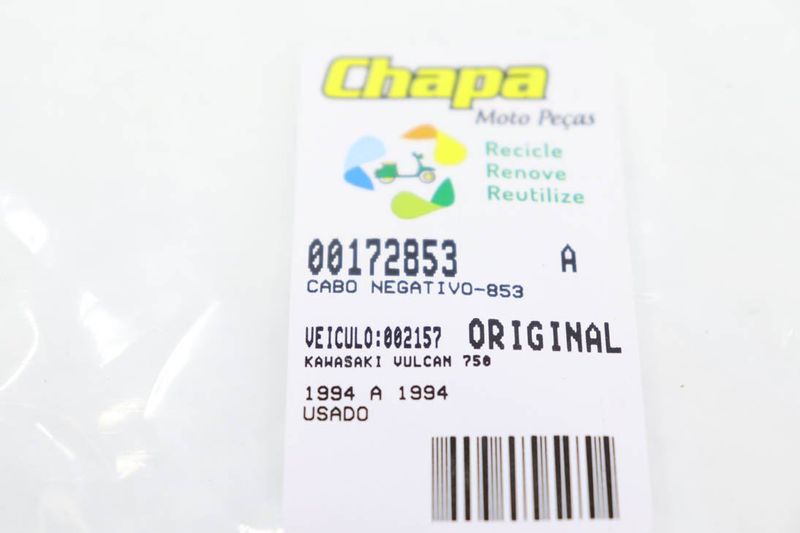 Chapa
Moto Peças
Recicle
Renove
Reutilize
00172853 A
CABO NEGATIVO-853
VEICULO:002157 ORIGINAL
KAWASAKI VULCAN 750
1994 A 1994
USADO